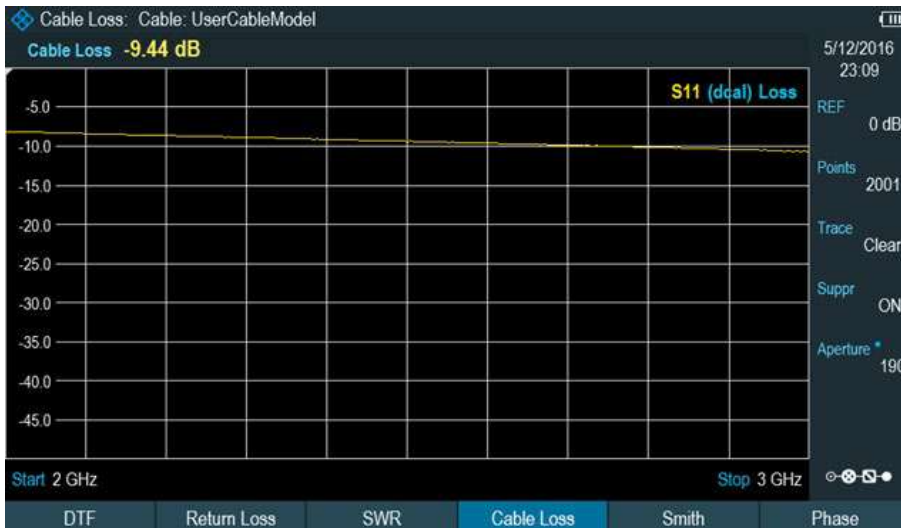 Cable Loss: Cable: UserCableModel
Cable Loss -9.44 dB
5/12/2016
23:09
S11 (dcal) Loss
REF
0 dB
Points
2001
Trace
Clear
Suppr
ON
Aperture *
190
-5.0
-10.0
-15.0
-20.0
-25.0
-30.0
-35.0
-40.0
-45.0
Start 2 GHz
Stop 3 GHz
DTF Return Loss SWR Cable Loss Smith Phase